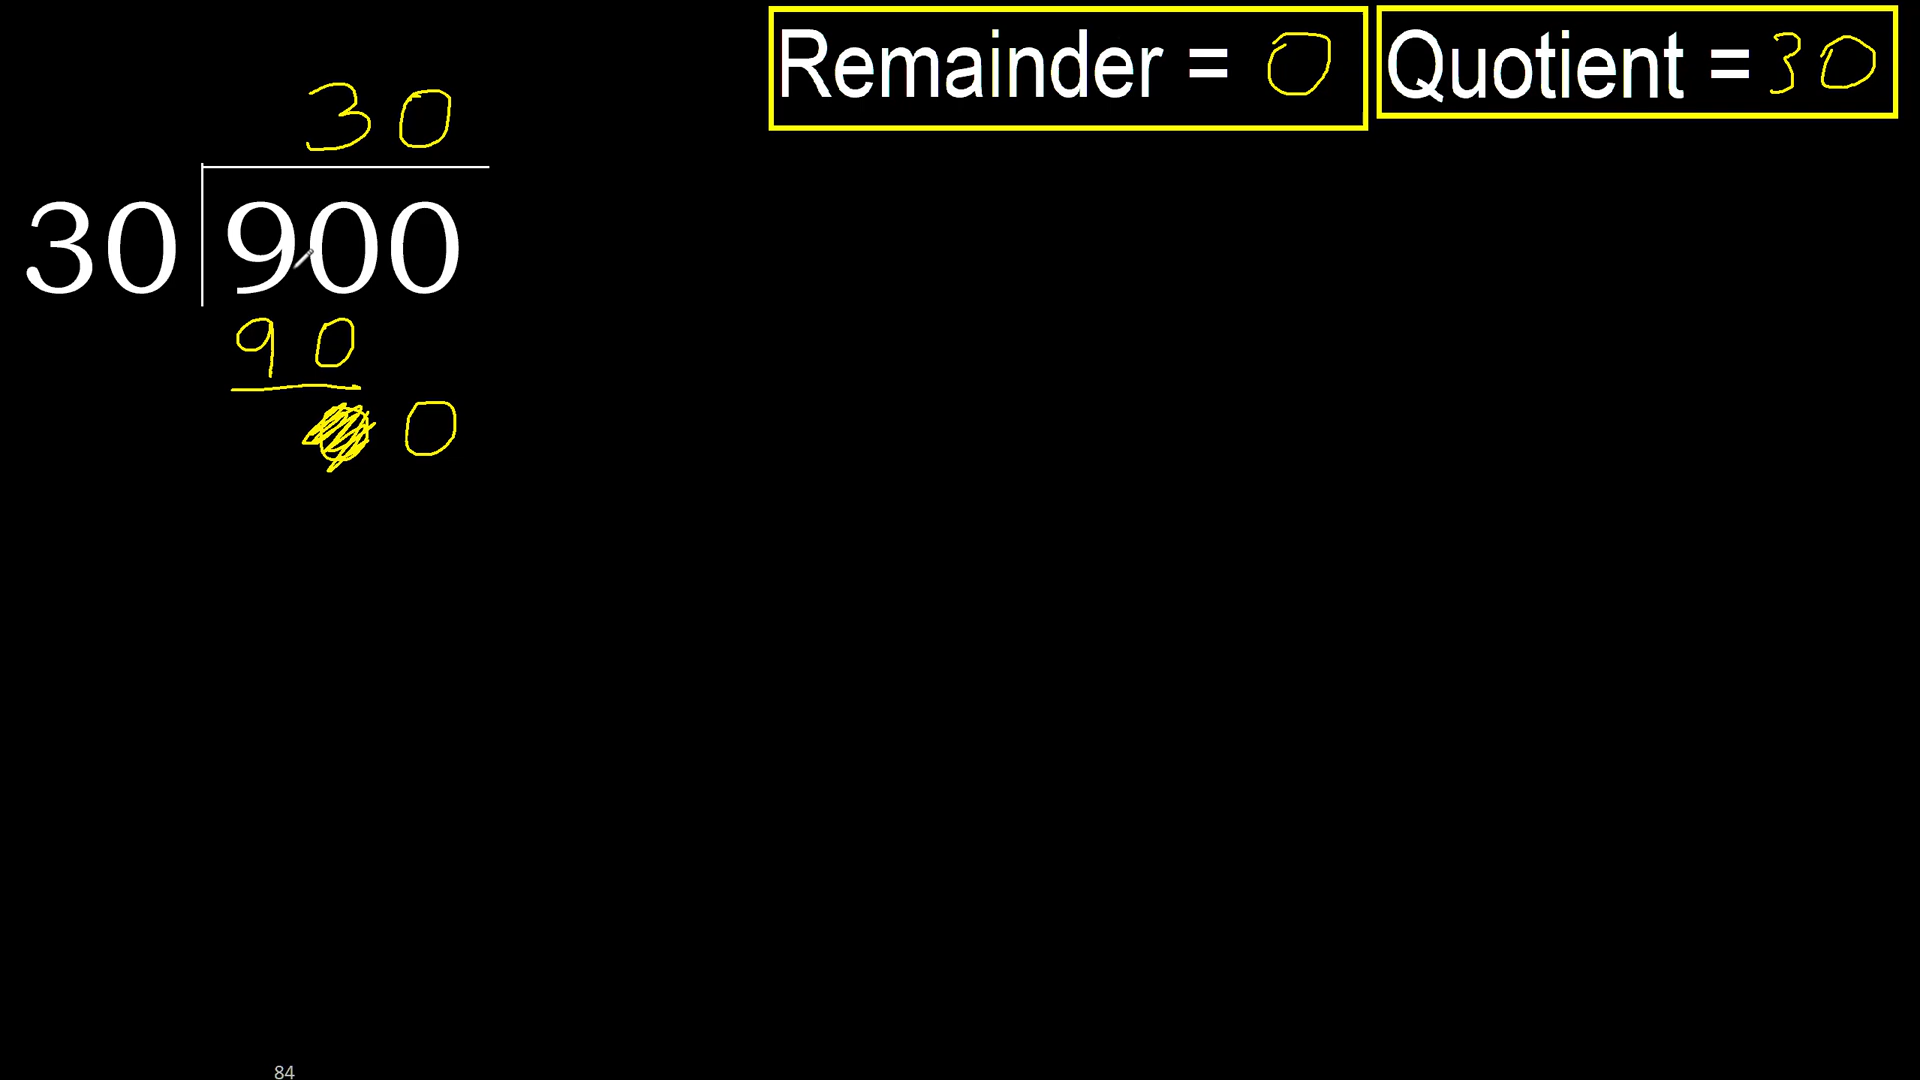 Remainder = 0
Quotient = 30
30
30 900
90
0
84